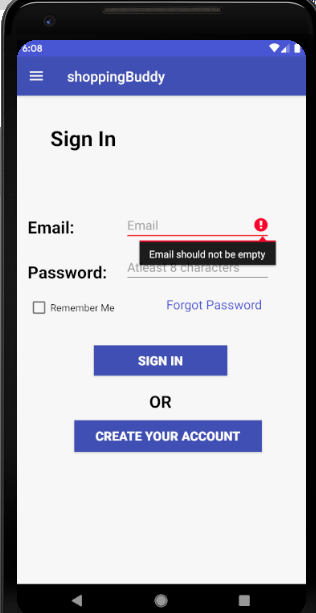 6:08
shoppingBuddy
Sign In
Email:
Email
Email should not be empty
Password:
Atleast 8 characters
Remember Me
Forgot Password
SIGN IN
OR
CREATE YOUR ACCOUNT